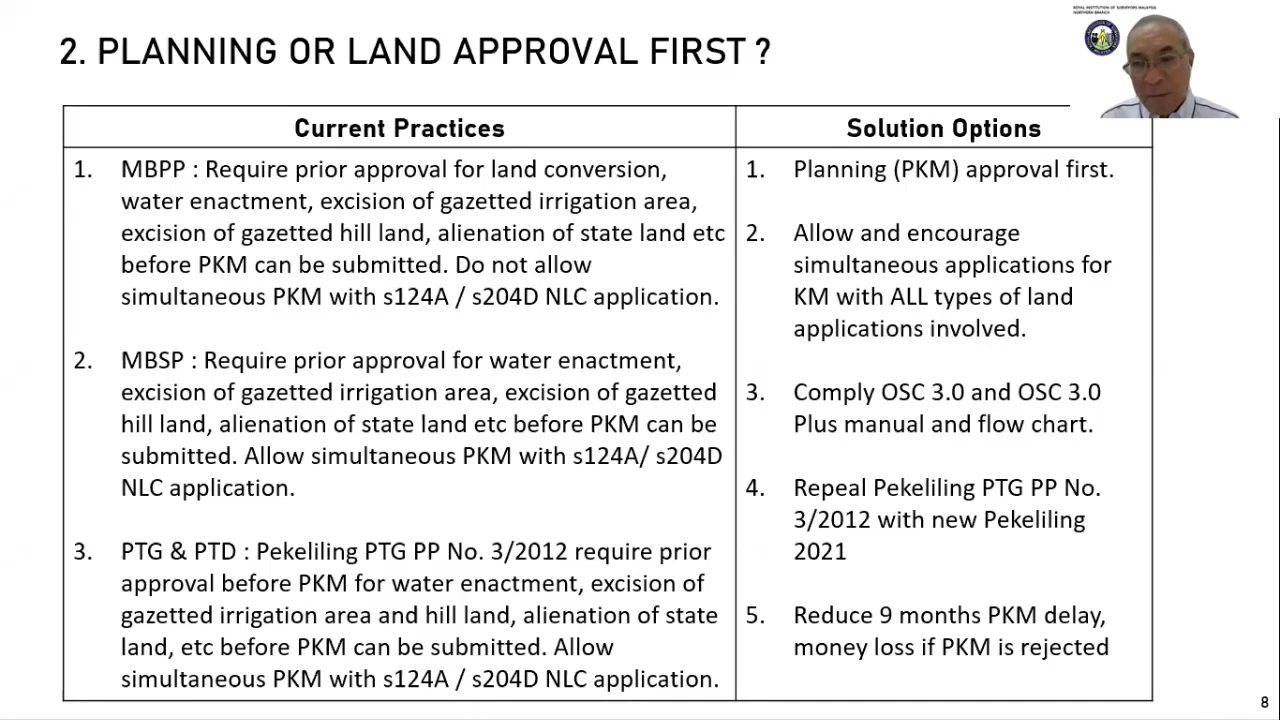 ROYAL INSTITUTION OF SURVEYORS MALAYSIA
NORTHERN BRANCH
2. PLANNING OR LAND APPROVAL FIRST ?
Current Practices
1. MBPP : Require prior approval for land conversion,
water enactment, excision of gazetted irrigation area,
excision of gazetted hill land, alienation of state land etc
before PKM can be submitted. Do not allow
simultaneous PKM with s124A / s204D NLC application.
2. MBSP : Require prior approval for water enactment,
excision of gazetted irrigation area, excision of gazetted
hill land, alienation of state land etc before PKM can be
submitted. Allow simultaneous PKM with s124A/ s204D
NLC application.
3. PTG & PTD : Pekeliling PTG PP No. 3/2012 require prior
approval before PKM for water enactment, excision of
gazetted irrigation area and hill land, alienation of state
land, etc before PKM can be submitted. Allow
simultaneous PKM with s124A / s204D NLC application.
Solution Options
1. Planning (PKM) approval first.
2. Allow and encourage
simultaneous applications for
KM with ALL types of land
applications involved.
3. Comply OSC 3.0 and OSC 3.0
Plus manual and flow chart.
4. Repeal Pekeliling PTG PP No.
3/2012 with new Pekeliling
2021
5. Reduce 9 months PKM delay,
money loss if PKM is rejected
8